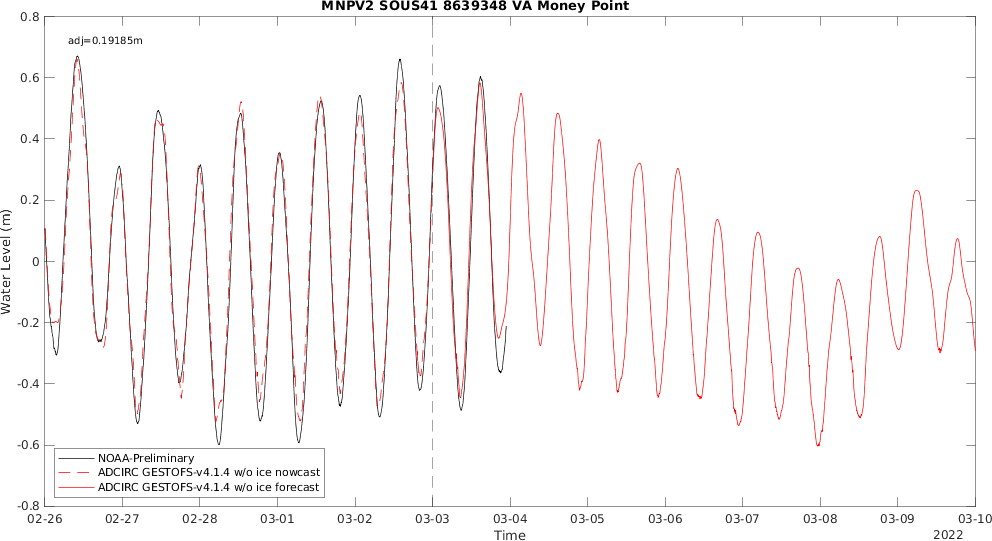 MNPV2 SOUS41 8639348 VA Money Point
adj=0.19185m
Water Level (m)
0.8
0.6
0.4
0.2
0
-0.2
-0.4
-0.6
-0.8
NOAA-Preliminary
ADCIRC GESTOFS-v4.1.4 w/o ice nowcast
ADCIRC GESTOFS-v4.1.4 w/o ice forecast
02-26 02-27 02-28 03-01 03-02 03-03 03-04 03-05 03-06 03-07 03-08 03-09 03-10
Time
2022